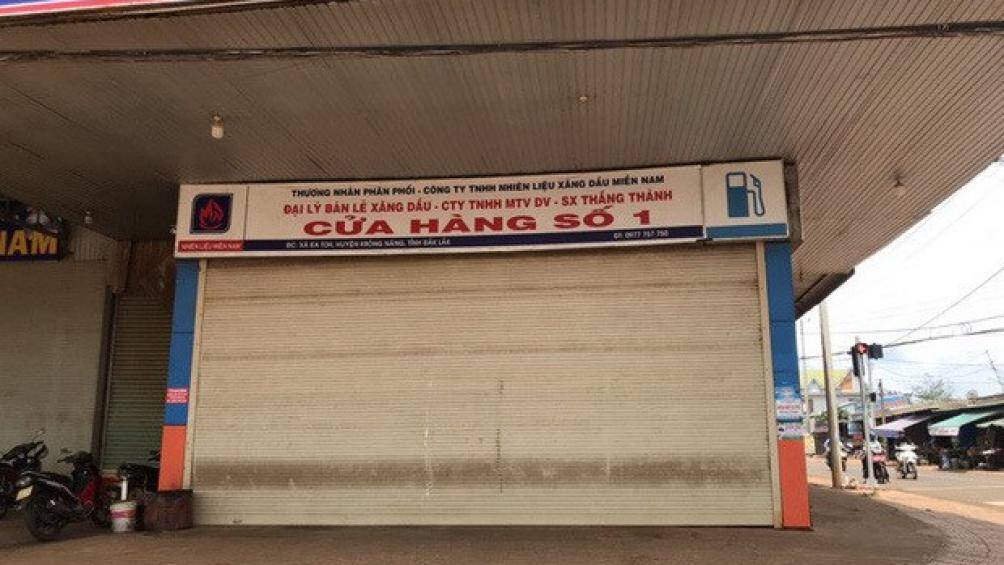 THƯƠNG NHÂN PHÂN PHỐI - CÔNG TY TNHH NHIÊN LIỆU XĂNG DẦU MIỀN NAM
ĐẠI LÝ BÁN LẺ XĂNG DẦU - CTY TNHH MTV DV - SX THẮNG THÀNH
CỬA HÀNG SỐ 1
NHIÊN LIỆU MIỀN NAM
ĐC: XÃ EA TÓH, HUYỆN KRÔNG NĂNG, TỈNH ĐẮK LẮK
ĐT: 0977 767 750
NAM